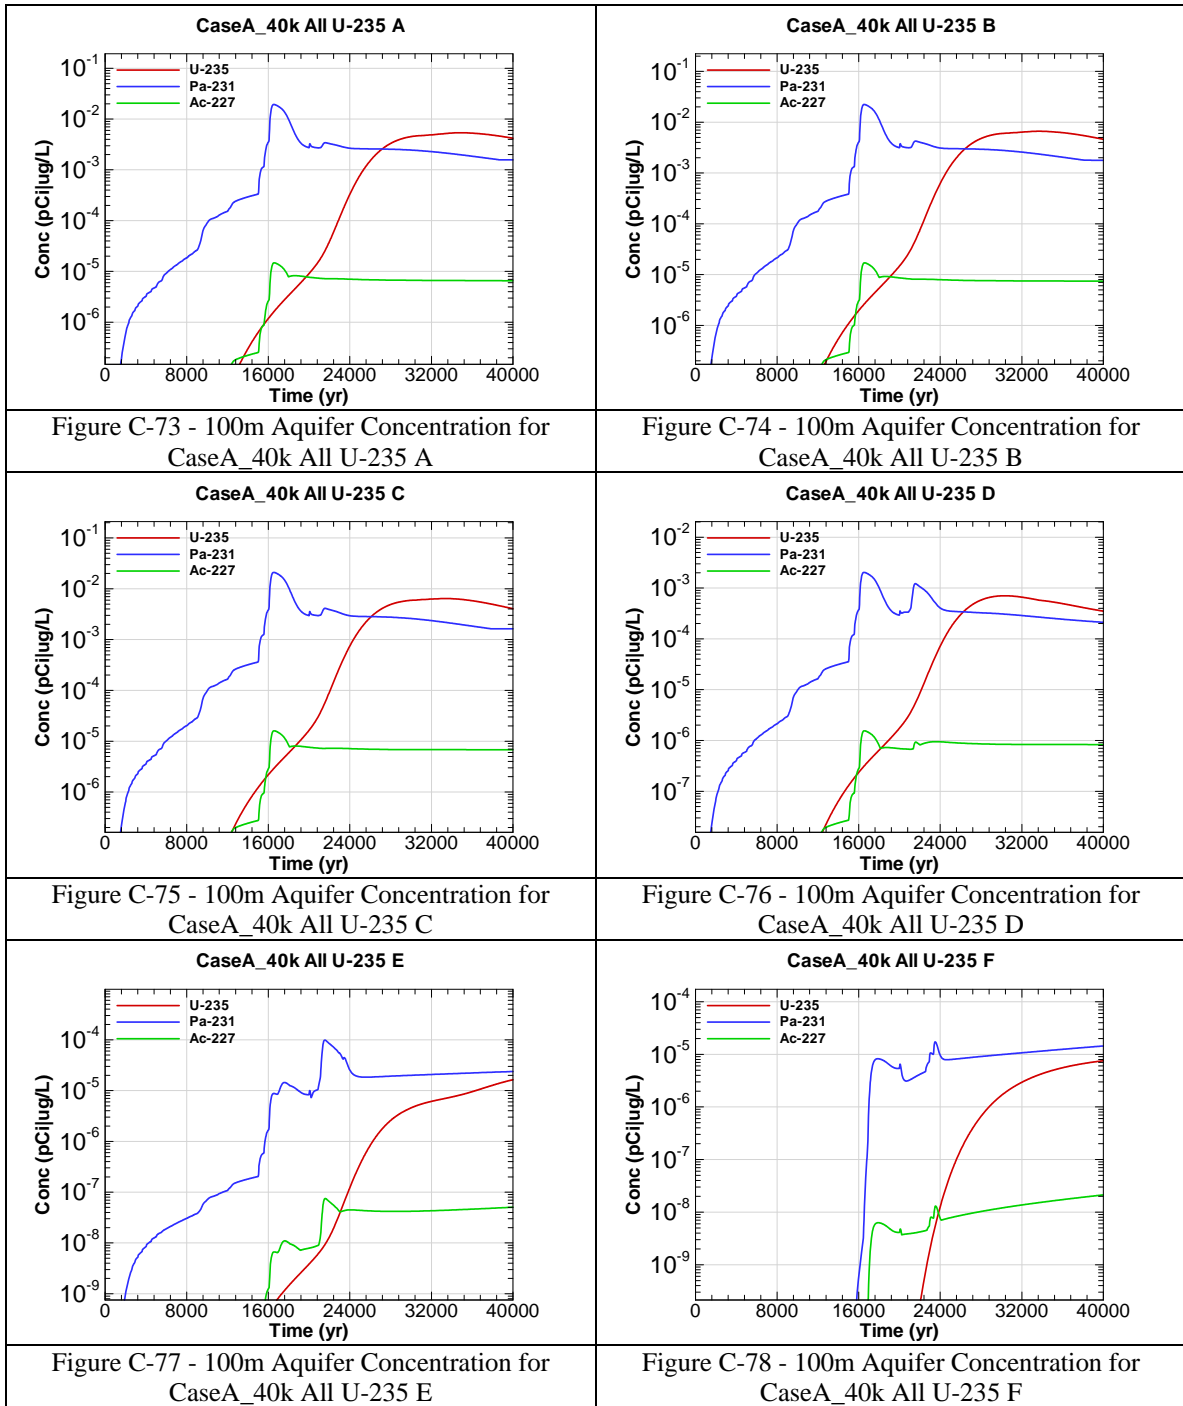 CaseA_40k All U-235 A
Conc (pCi|ug/L)
10-1
10-2
10-3
10-4
10-5
10-6
U-235
Pa-231
Ac-227
0 8000 16000 24000 32000 40000
Time (yr)
Figure C-73 - 100m Aquifer Concentration for
CaseA_40k All U-235 A
CaseA_40k All U-235 B
Conc (pCi|ug/L)
10-1
10-2
10-3
10-4
10-5
10-6
U-235
Pa-231
Ac-227
0 8000 16000 24000 32000 40000
Time (yr)
Figure C-74 - 100m Aquifer Concentration for
CaseA_40k All U-235 B
CaseA_40k All U-235 C
Conc (pCi|ug/L)
10-1
10-2
10-3
10-4
10-5
10-6
U-235
Pa-231
Ac-227
0 8000 16000 24000 32000 40000
Time (yr)
Figure C-75 - 100m Aquifer Concentration for
CaseA_40k All U-235 C
CaseA_40k All U-235 D
Conc (pCi|ug/L)
10-2
10-3
10-4
10-5
10-6
10-7
U-235
Pa-231
Ac-227
0 8000 16000 24000 32000 40000
Time (yr)
Figure C-76 - 100m Aquifer Concentration for
CaseA_40k All U-235 D
CaseA_40k All U-235 E
Conc (pCi|ug/L)
10-4
10-5
10-6
10-7
10-8
10-9
U-235
Pa-231
Ac-227
0 8000 16000 24000 32000 40000
Time (yr)
Figure C-77 - 100m Aquifer Concentration for
CaseA_40k All U-235 E
CaseA_40k All U-235 F
Conc (pCi|ug/L)
10-4
10-5
10-6
10-7
10-8
10-9
U-235
Pa-231
Ac-227
0 8000 16000 24000 32000 40000
Time (yr)
Figure C-78 - 100m Aquifer Concentration for
CaseA_40k All U-235 F